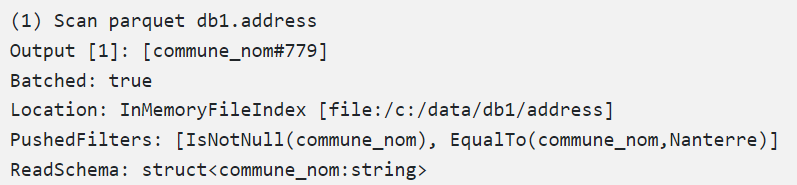 (1) Scan parquet db1.address
Output [1]: [commune_nom#779]
Batched: true
Location: InMemoryFileIndex [file:/c:/data/db1/address]
PushedFilters: [IsNotNull(commune_nom), EqualTo(commune_nom,Nanterre)]
ReadSchema: struct<commune_nom:string>